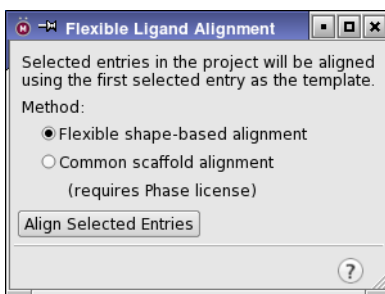 Flexible Ligand Alignment
Selected entries in the project will be aligned
using the first selected entry as the template.
Method:
Flexible shape-based alignment
Common scaffold alignment
(requires Phase license)
Align Selected Entries
?